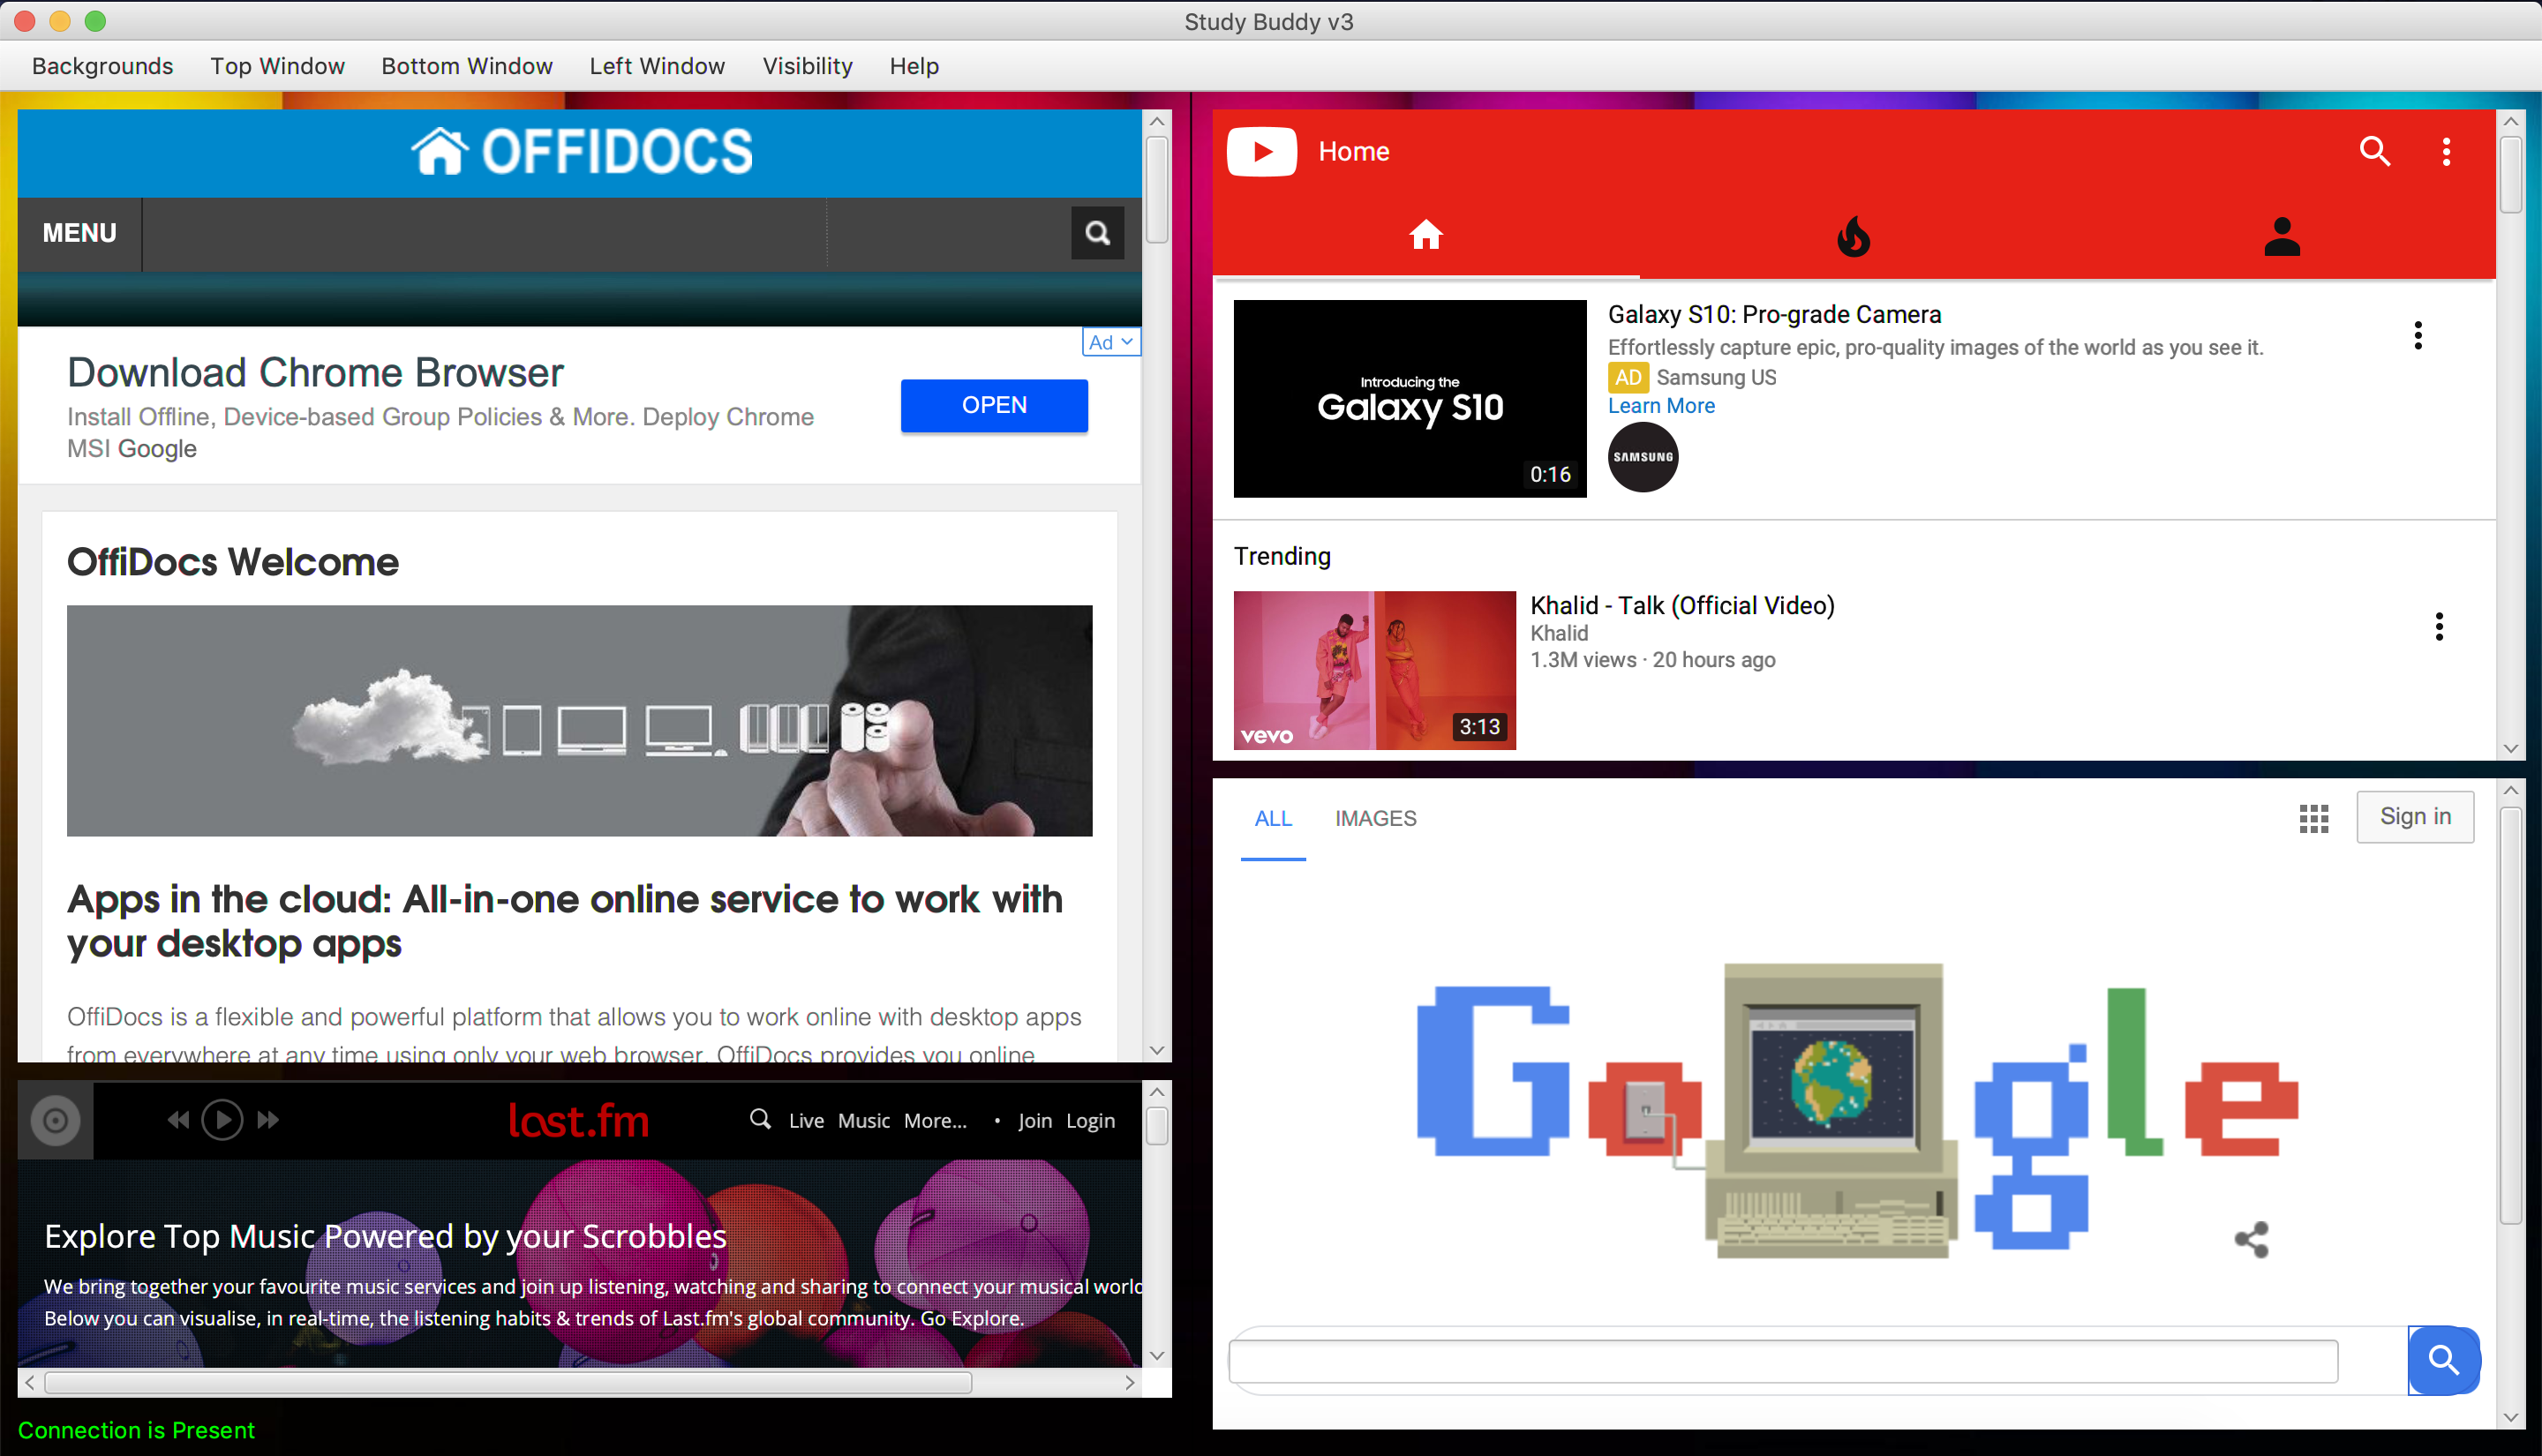 Study Buddy v3
Backgrounds Top Window Bottom Window Left Window Visibility Help
OFFIDOCS
MENU
Ad
Download Chrome Browser
Install Offline, Device-based Group Policies & More. Deploy Chrome
MSI Google
OPEN
OffiDocs Welcome
Apps in the cloud: All-in-one online service to work with
your desktop apps
OffiDocs is a flexible and powerful platform that allows you to work online with desktop apps
from everywhere at any time using only your web browser. OffiDocs provides you online
last.fm
Live Music More... • Join Login
Explore Top Music Powered by your Scrobbles
We bring together your favourite music services and join up listening, watching and sharing to connect your musical world
Below you can visualise, in real-time, the listening habits & trends of Last.fm's global community. Go Explore.
Connection is Present
Home
Introducing the
Galaxy S10
0:16
Galaxy S10: Pro-grade Camera
Effortlessly capture epic, pro-quality images of the world as you see it.
AD Samsung US
Learn More
SAMSUNG
Trending
vevo
3:13
Khalid - Talk (Official Video)
Khalid
1.3M views · 20 hours ago
ALL IMAGES
Sign in
Google